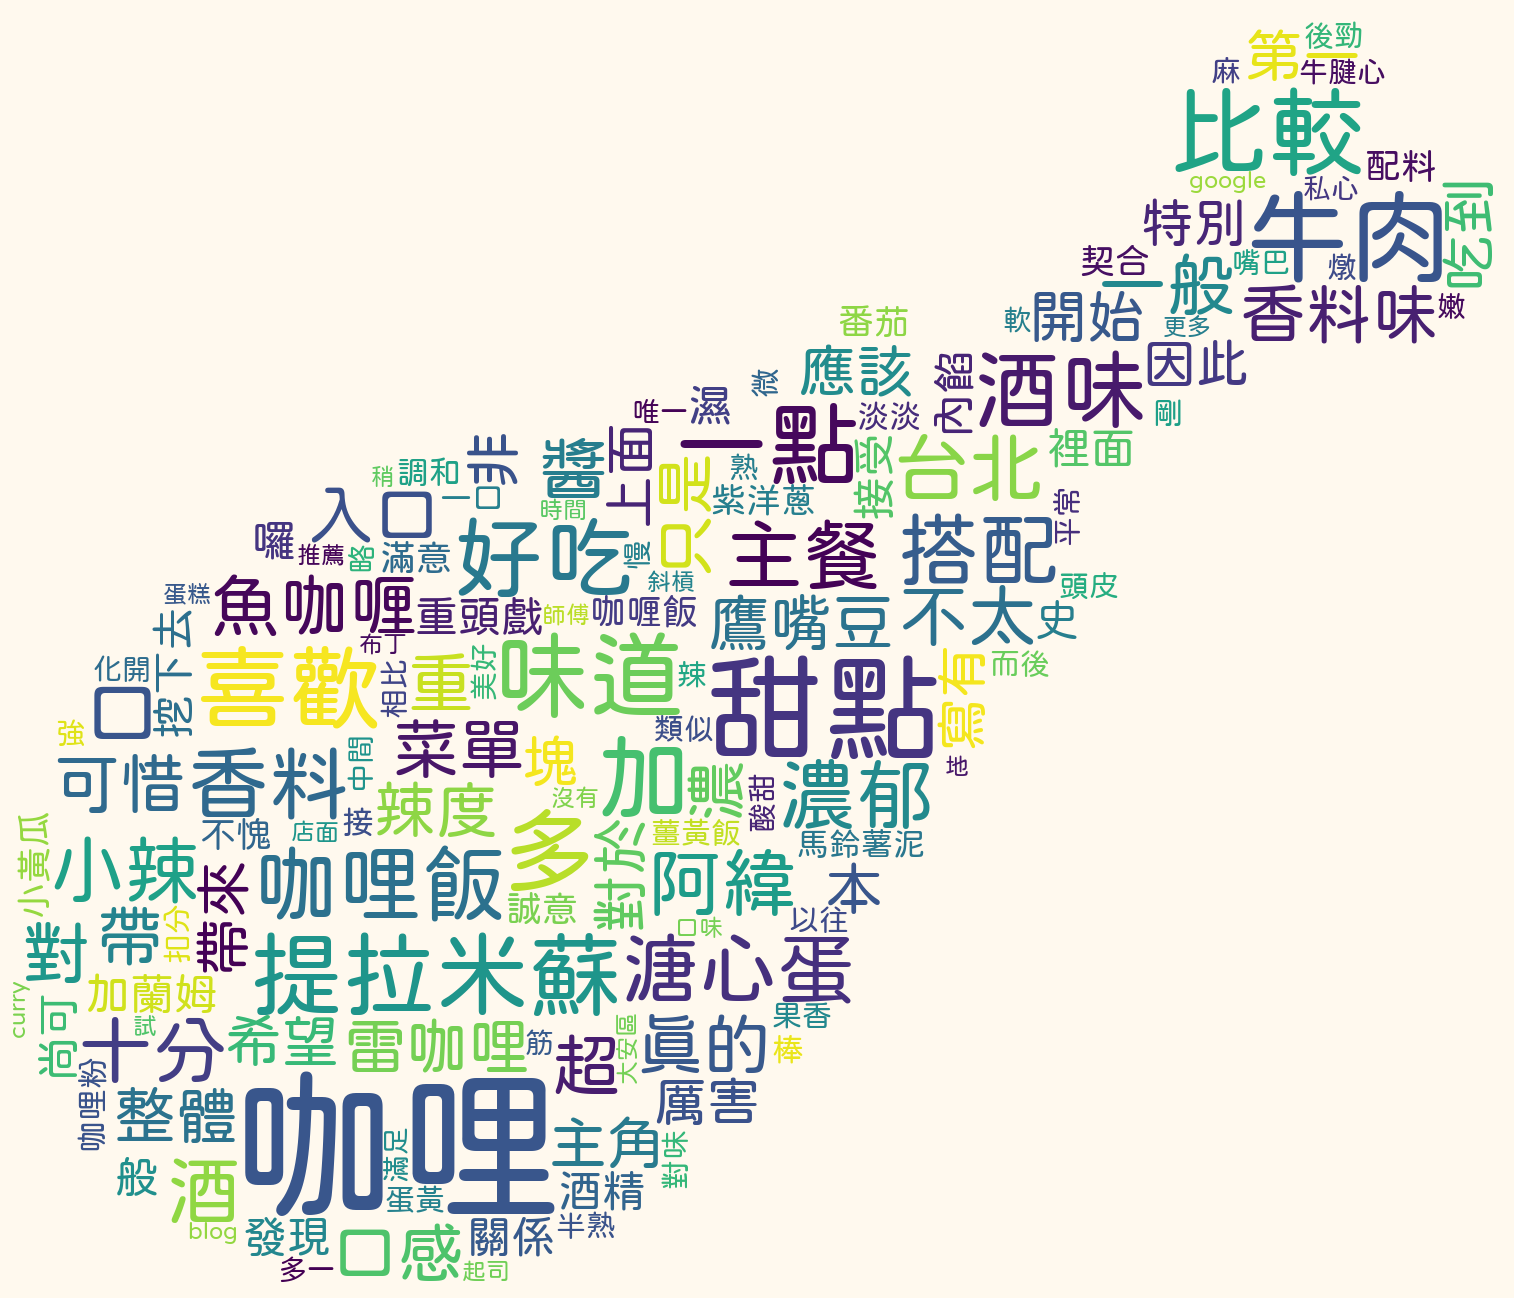 後勁
第一
麻
牛腱心
比較
配料
google
私心
吃到
特別
牛肉
契合
一般
嘴巴
燉
香料味
嫩
開始
軟
更多
番茄
應該
因此
酒味
內餡
微
唯一
濕
一點
淡淡
剛
裡面
台北
接受
上面
醬
非
調和
稍
一口
只是
熟
紫洋蔥
時間
入口
平常
囉
推薦
略
滿意
好吃
慢
主餐
搭配
斜槓
頭皮
蛋糕
魚咖喱
重頭戲
師傅
咖喱飯
鷹嘴豆
不太
史
去
布丁
化開
挖下
喜歡
相比
重
美好
味道
辣
甜點
寫有
而後
口
類似
強
菜單
塊
加
濃
酸甜
濃郁
地
可惜
香料
中間
辣度
沒有
不愧
店面
接
多
對於
薑黃飯
馬鈴薯泥
小黃瓜
小辣
帶來
咖哩飯
誠意
阿緯
本
以往
口味
對
帶
扣分
提拉米蘇
溏心蛋
加蘭姆
curry
尚可
試
十分
希望
雷咖哩
筋
超
大安區
真的
果香
棒
咖哩粉
整體
咖哩
厲害
主角
對味
滿足
般
酒
蛋黃
酒精
blog
發現
口感
關係
半熟
多一
起司